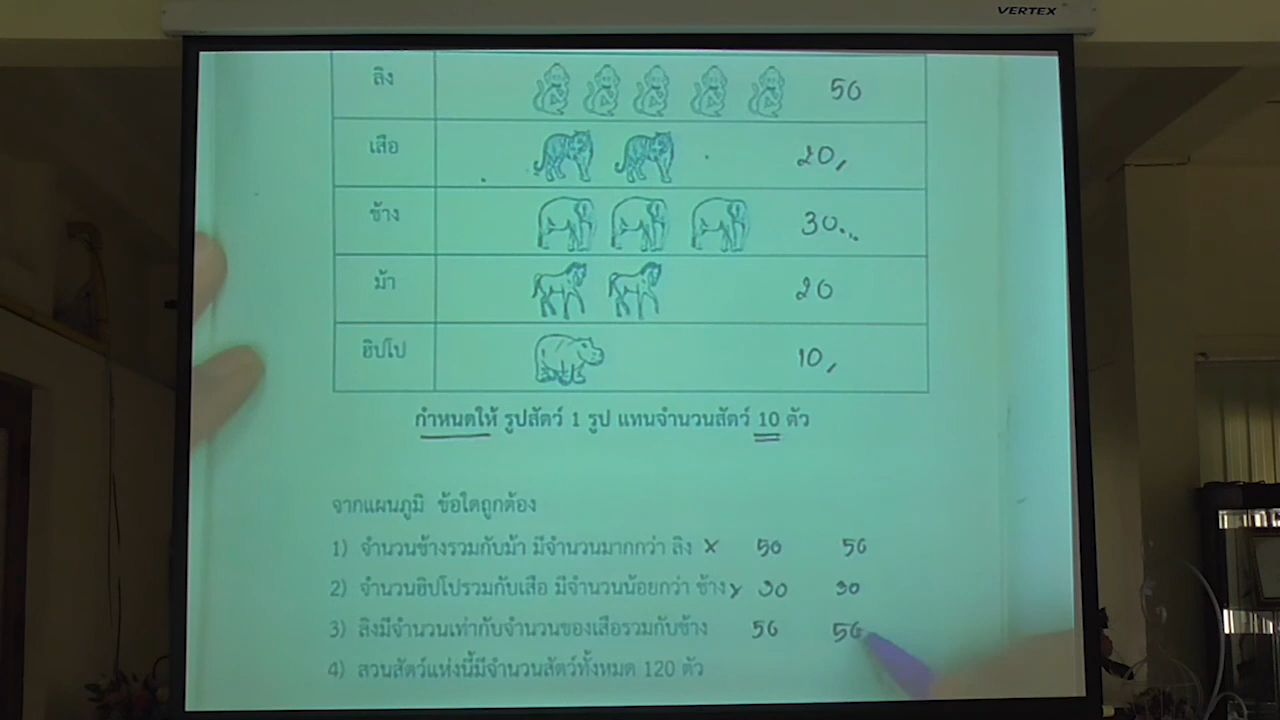 VERTEX
ลิง 50
เสือ 20,
ช้าง 30...
ม้า 20
ฮิปโป 10,
กำหนดให้ รูปสัตว์ 1 รูป แทนจำนวนสัตว์ 10 ตัว
จากแผนภูมิ ข้อใดถูกต้อง
1) จำนวนช้างรวมกับม้า มีจำนวนมากกว่า ลิง × 50 50
2) จำนวนฮิปโปรวมกับเสือ มีจำนวนน้อยกว่า ช้าง × 30 30
3) ลิงมีจำนวนเท่ากับจำนวนของเสือรวมกับช้าง 50 50
4) สวนสัตว์แห่งนี้มีจำนวนสัตว์ทั้งหมด 120 ตัว